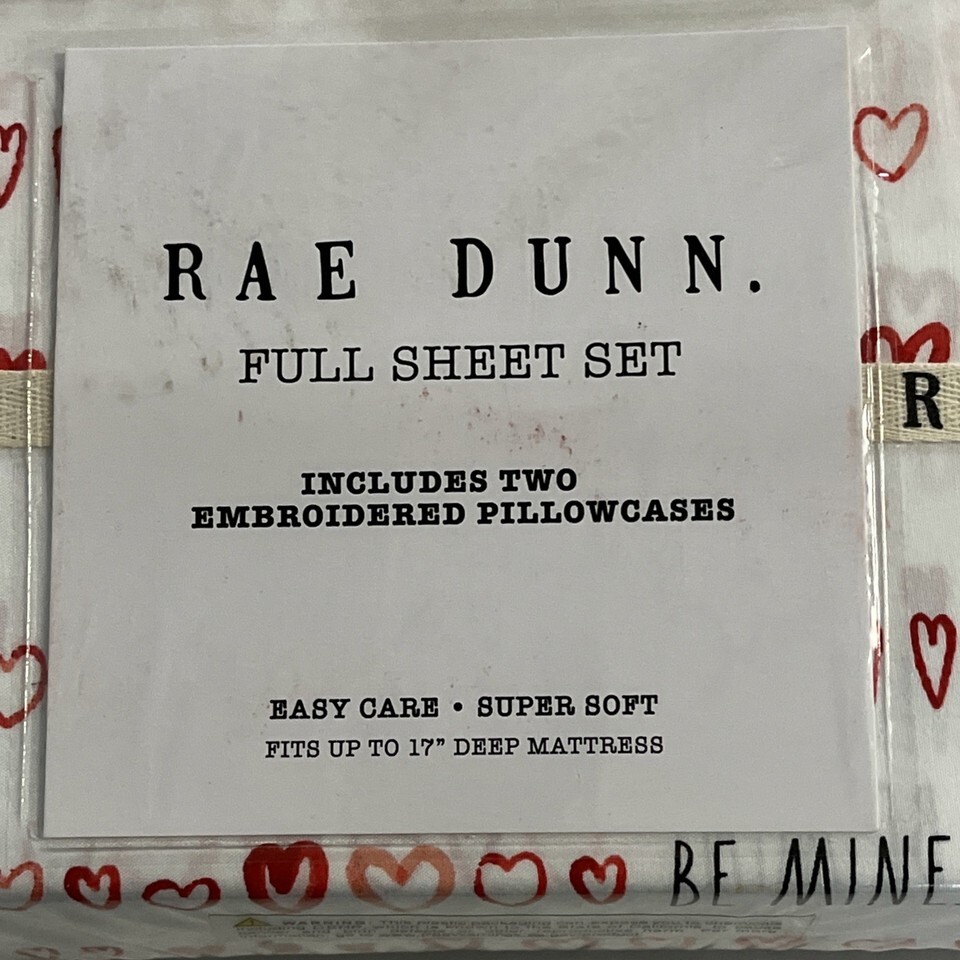 RAE DUNN.
FULL SHEET SET
R
INCLUDES TWO
EMBROIDERED PILLOWCASES
EASY CARE • SUPER SOFT
FITS UP TO 17” DEEP MATTRESS
BE MINE
WARNING: